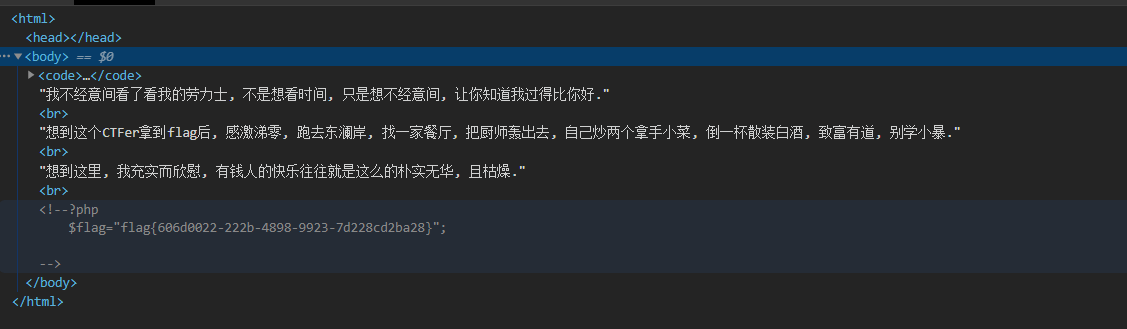 <html>
<head></head>
<body> == $0
<code>…</code>
"我不经意间看了看我的劳力士, 不是想看时间, 只是想不经意间, 让你知道我过得比你好."
<br>
"想到这个CTFer拿到flag后, 感激涕零, 跑去东澜岸, 找一家餐厅, 把厨师轰出去, 自己炒两个拿手小菜, 倒一杯散装白酒, 致富有道, 别学小暴."
<br>
"想到这里, 我充实而欣慰, 有钱人的快乐往往就是这么的朴实无华, 且枯燥."
<br>
<!--?php
$flag="flag{606d0022-222b-4898-9923-7d228cd2ba28}";
-->
</body>
</html>